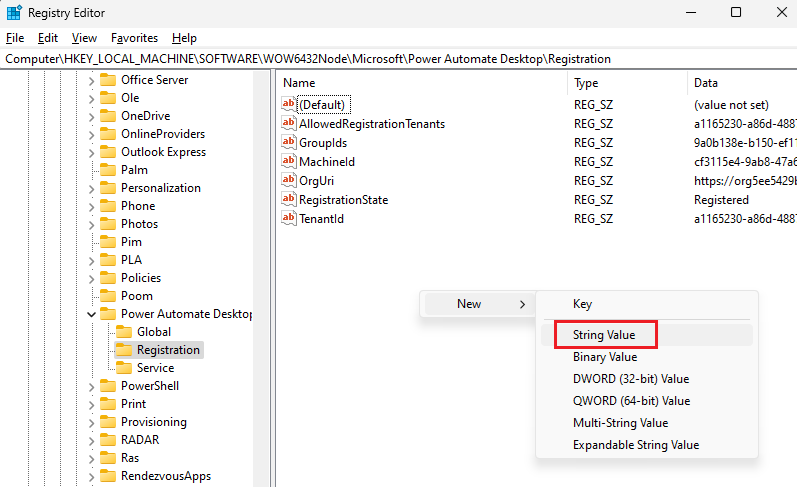 Registry Editor
File Edit View Favorites Help
Computer\HKEY_LOCAL_MACHINE\SOFTWARE\WOW6432Node\Microsoft\Power Automate Desktop\Registration
Office Server
Ole
OneDrive
OnlineProviders
Outlook Express
Palm
Personalization
Phone
Photos
Pim
PLA
Policies
Poom
Power Automate Desktop
Global
Registration
Service
PowerShell
Print
Provisioning
RADAR
Ras
RendezvousApps
Name Type Data
(Default) REG_SZ (value not set)
AllowedRegistrationTenants REG_SZ a1165230-a86d-4887
GroupIds REG_SZ 9a0b138e-b150-ef11
MachineId REG_SZ cf3115e4-9ab8-47a6
OrgUri REG_SZ https://org5ee5429b
RegistrationState REG_SZ Registered
TenantId REG_SZ a1165230-a86d-4887
New
Key
String Value
Binary Value
DWORD (32-bit) Value
QWORD (64-bit) Value
Multi-String Value
Expandable String Value